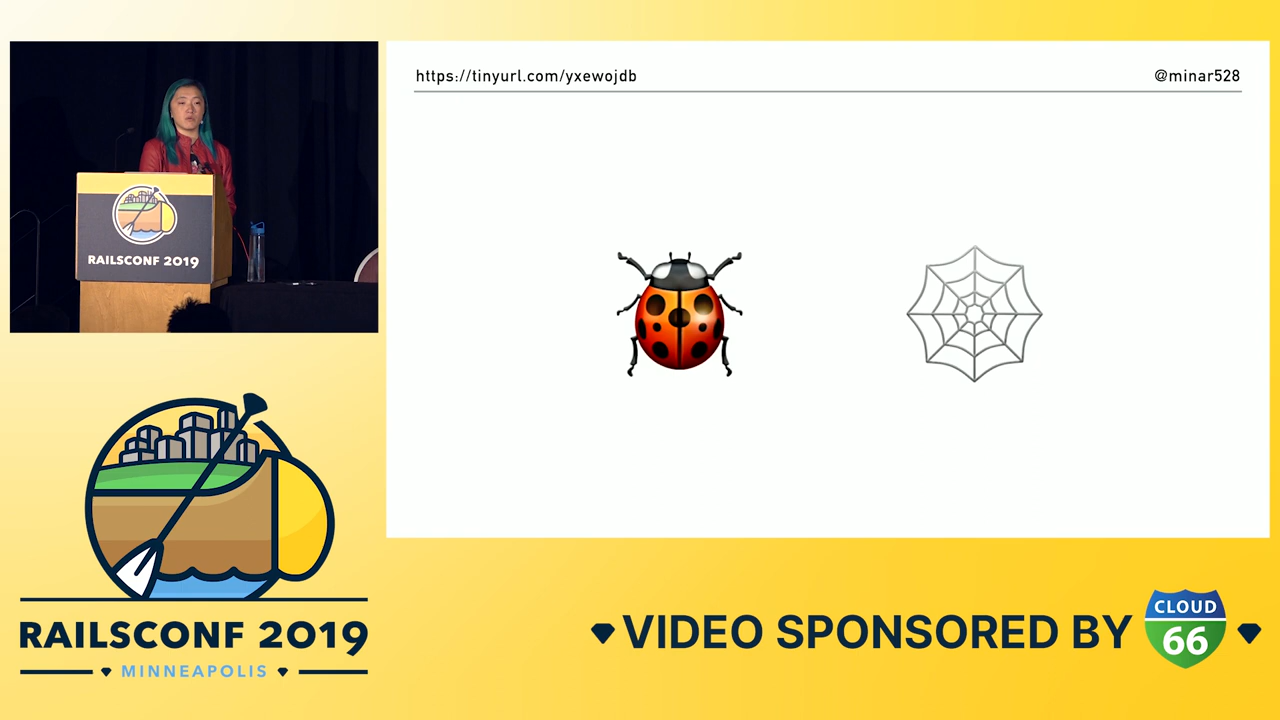 https://tinyurl.com/yxewojdb
@minar528
RAILSCONF 2019
RAILSCONF 2019
MINNEAPOLIS
VIDEO SPONSORED BY
CLOUD
66